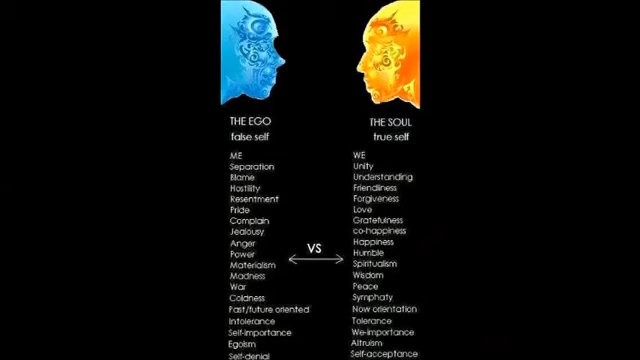 THE EGO
false self
ME
Separation
Blame
Hostility
Resentment
Pride
Complain
Jealousy
Anger
Power
Materialism
Madness
War
Coldness
Past/future oriented
Intolerance
Self-importance
Egoism
Self-denial
VS
THE SOUL
true self
WE
Unity
Understanding
Friendliness
Forgiveness
Love
Gratefulness
co-happiness
Happiness
Humble
Spiritualism
Wisdom
Peace
Symphaty
Now orientation
Tolerance
We-importance
Altruism
Self-acceptance